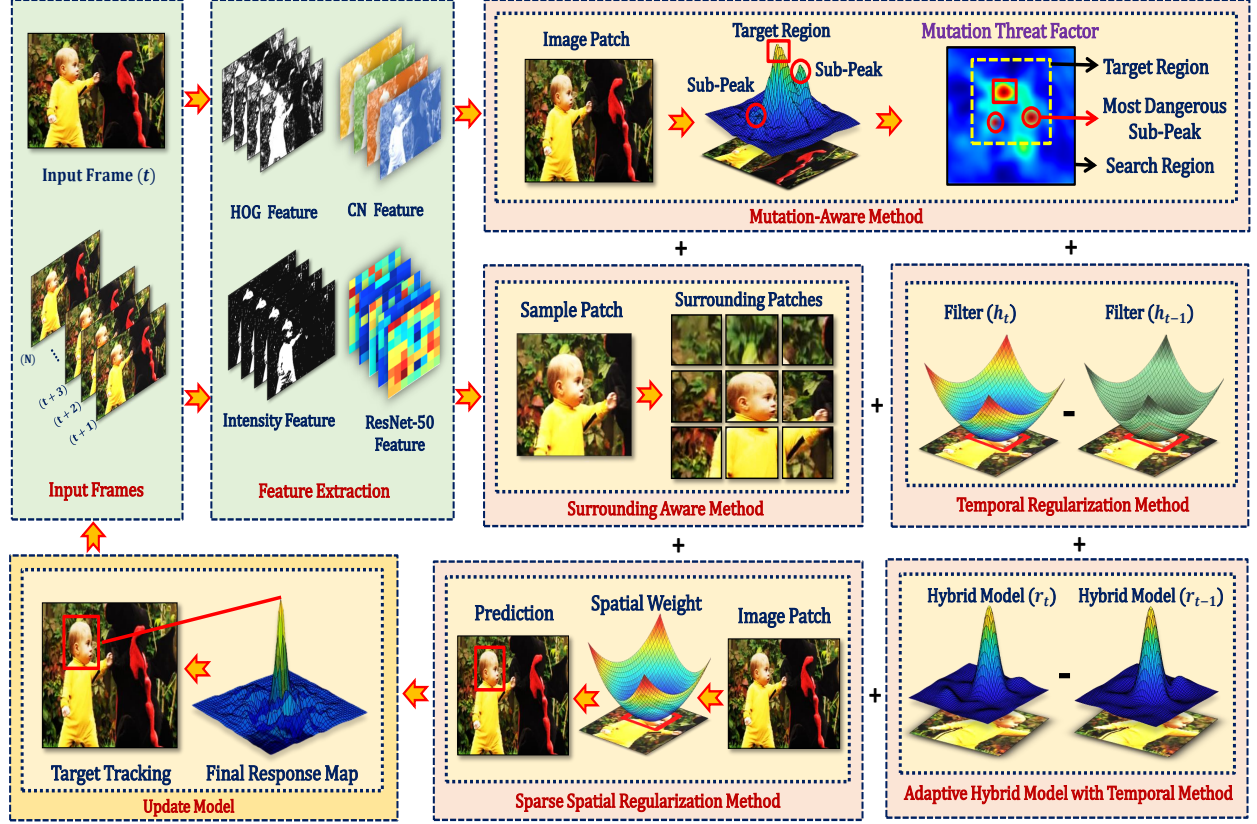 Input Frame (t)
(N)
(t + 3)
(t + 2)
(t + 1)
Input Frames
HOG Feature
CN Feature
Intensity Feature
ResNet-50
Feature
Feature Extraction
Image Patch
Target Region
Sub-Peak
Sub-Peak
Mutation Threat Factor
Target Region
Most Dangerous
Sub-Peak
Search Region
Mutation-Aware Method
+
+
Sample Patch
Surrounding Patches
Surrounding Aware Method
+
Filter (h_t)
-
Filter (h_{t-1})
Temporal Regularization Method
+
+
Target Tracking
Final Response Map
Update Model
Prediction
Spatial Weight
Image Patch
Sparse Spatial Regularization Method
+
Hybrid Model (r_t)
-
Hybrid Model (r_{t-1})
Adaptive Hybrid Model with Temporal Method